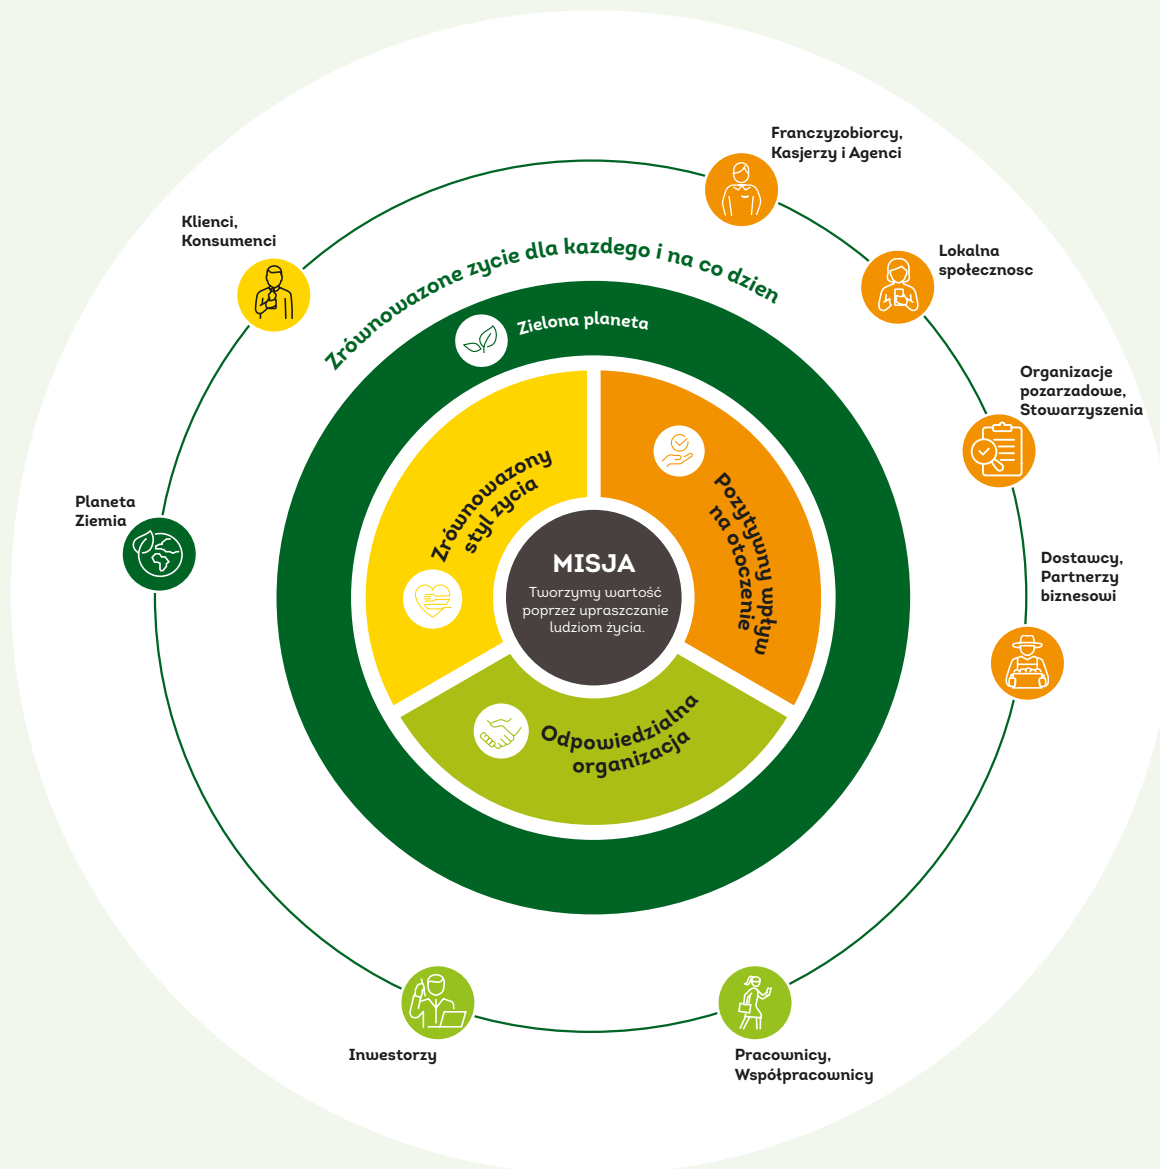 Franczyzobiorcy,
Kasjerzy i Agenci
Klienci,
Konsumenci
Lokalna
społecznosc
Zrównowazone zycie dla kazdego i na co dzien
Zielona planeta
Organizacje
pozarzadowe,
Stowarzyszenia
Zrównowazony
styl zycia
Pozytywny wpływ
na otoczenie
Planeta
Ziemia
MISJA
Tworzymy wartość
poprzez upraszczanie
ludziom życia.
Dostawcy,
Partnerzy
biznesowi
Odpowiedzialna
organizacja
Inwestorzy
Pracownicy,
Współpracownicy